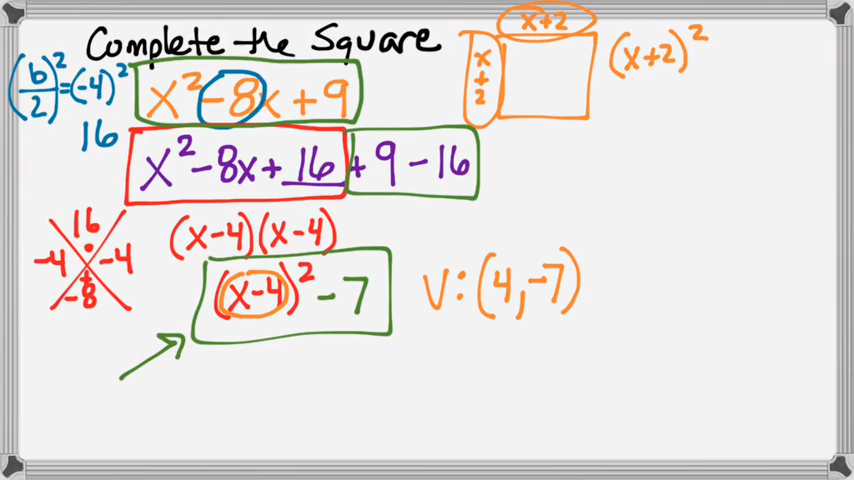 Complete the Square
x+2
x+2
(x+2)²
(b/2)² = (-4)²
16
x² - 8x + 9
x² - 8x + 16 + 9 - 16
16
-4 · -4
+
-8
(x-4)(x-4)
(x-4)² - 7
V: (4, -7)